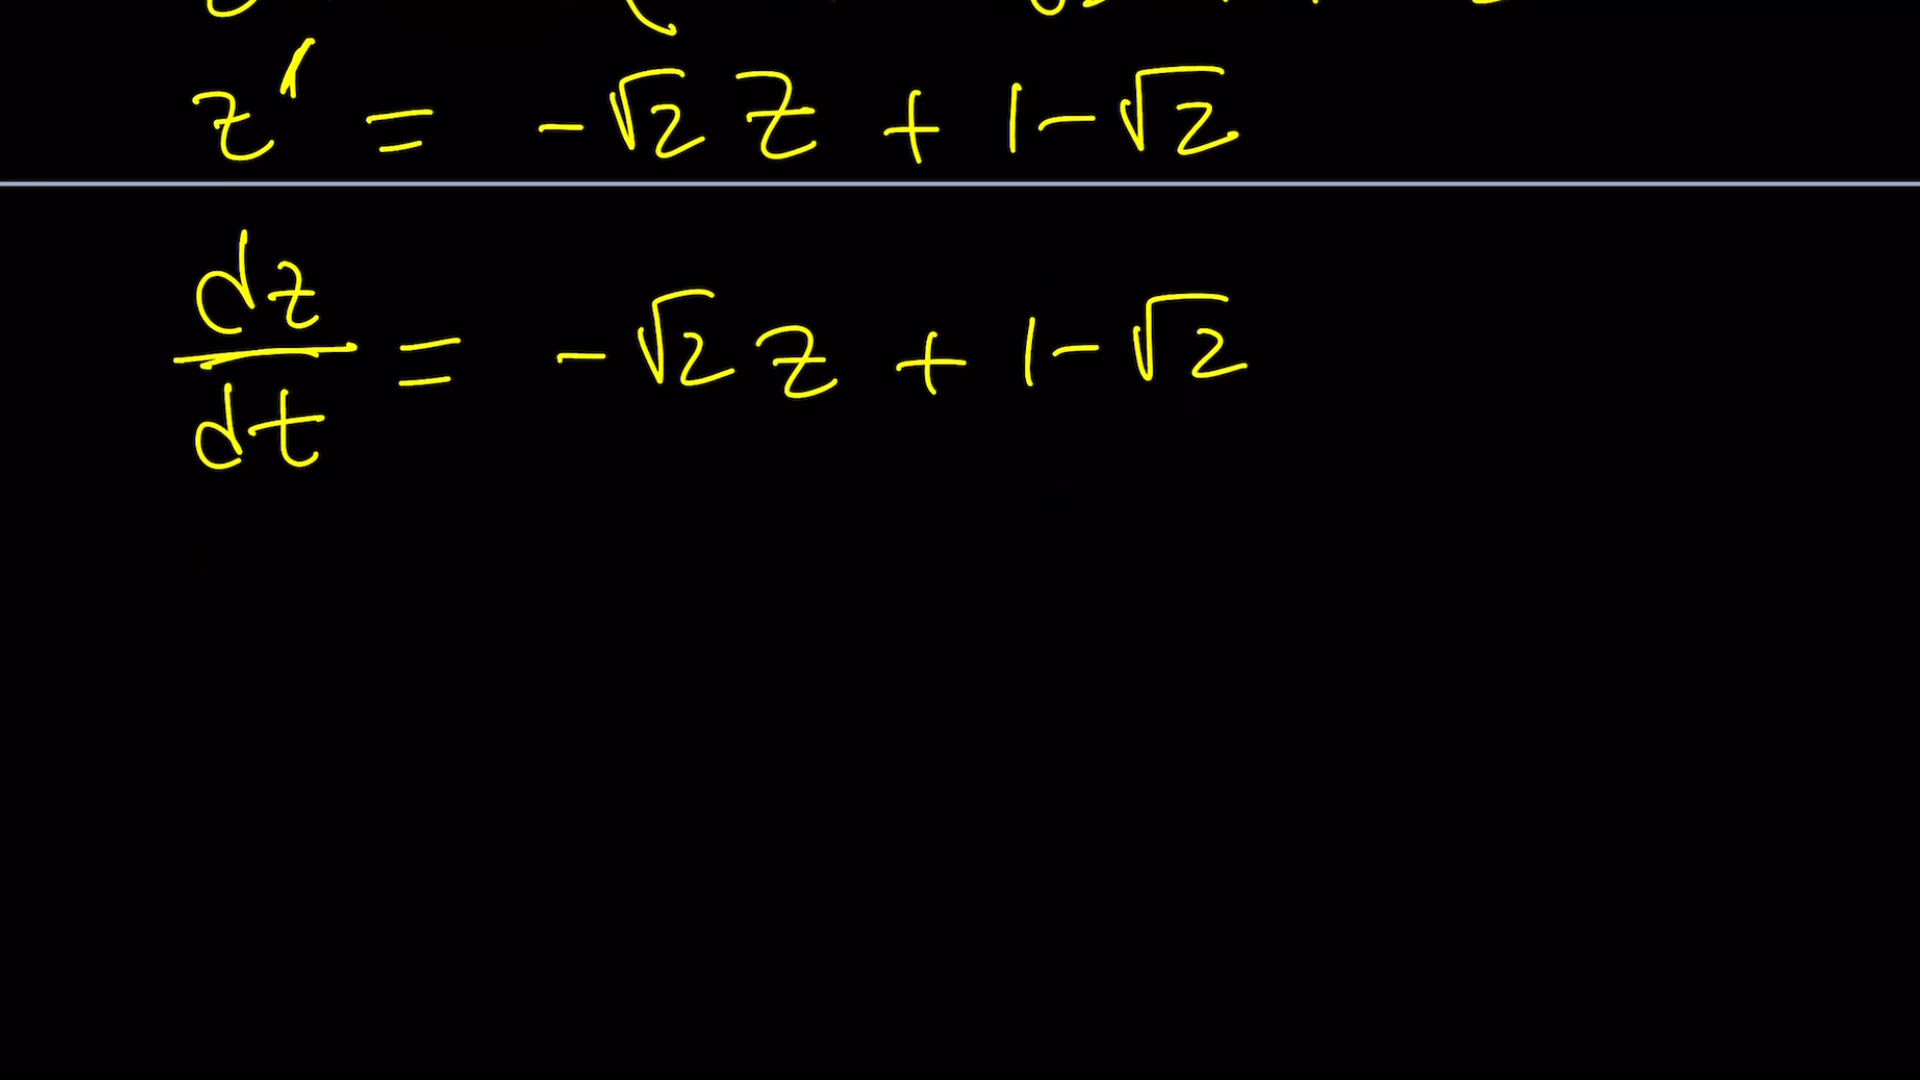 z' = -√2 z + 1-√2
dz/dt = -√2 z + 1-√2